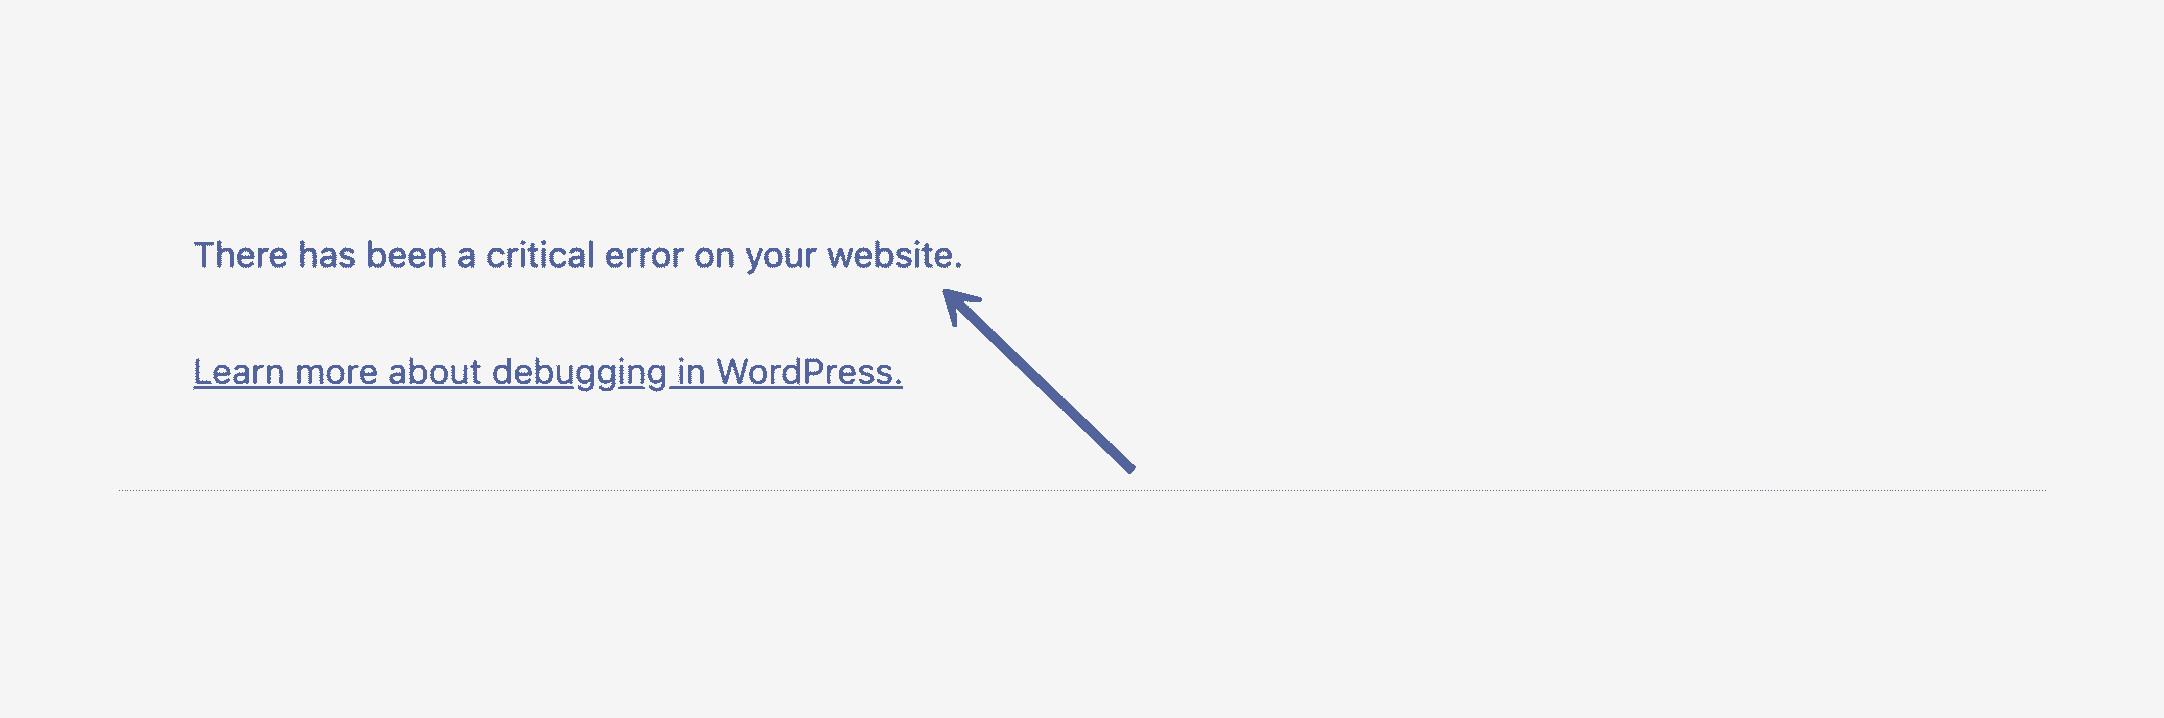 There has been a critical error on your website.
Learn more about debugging in WordPress.